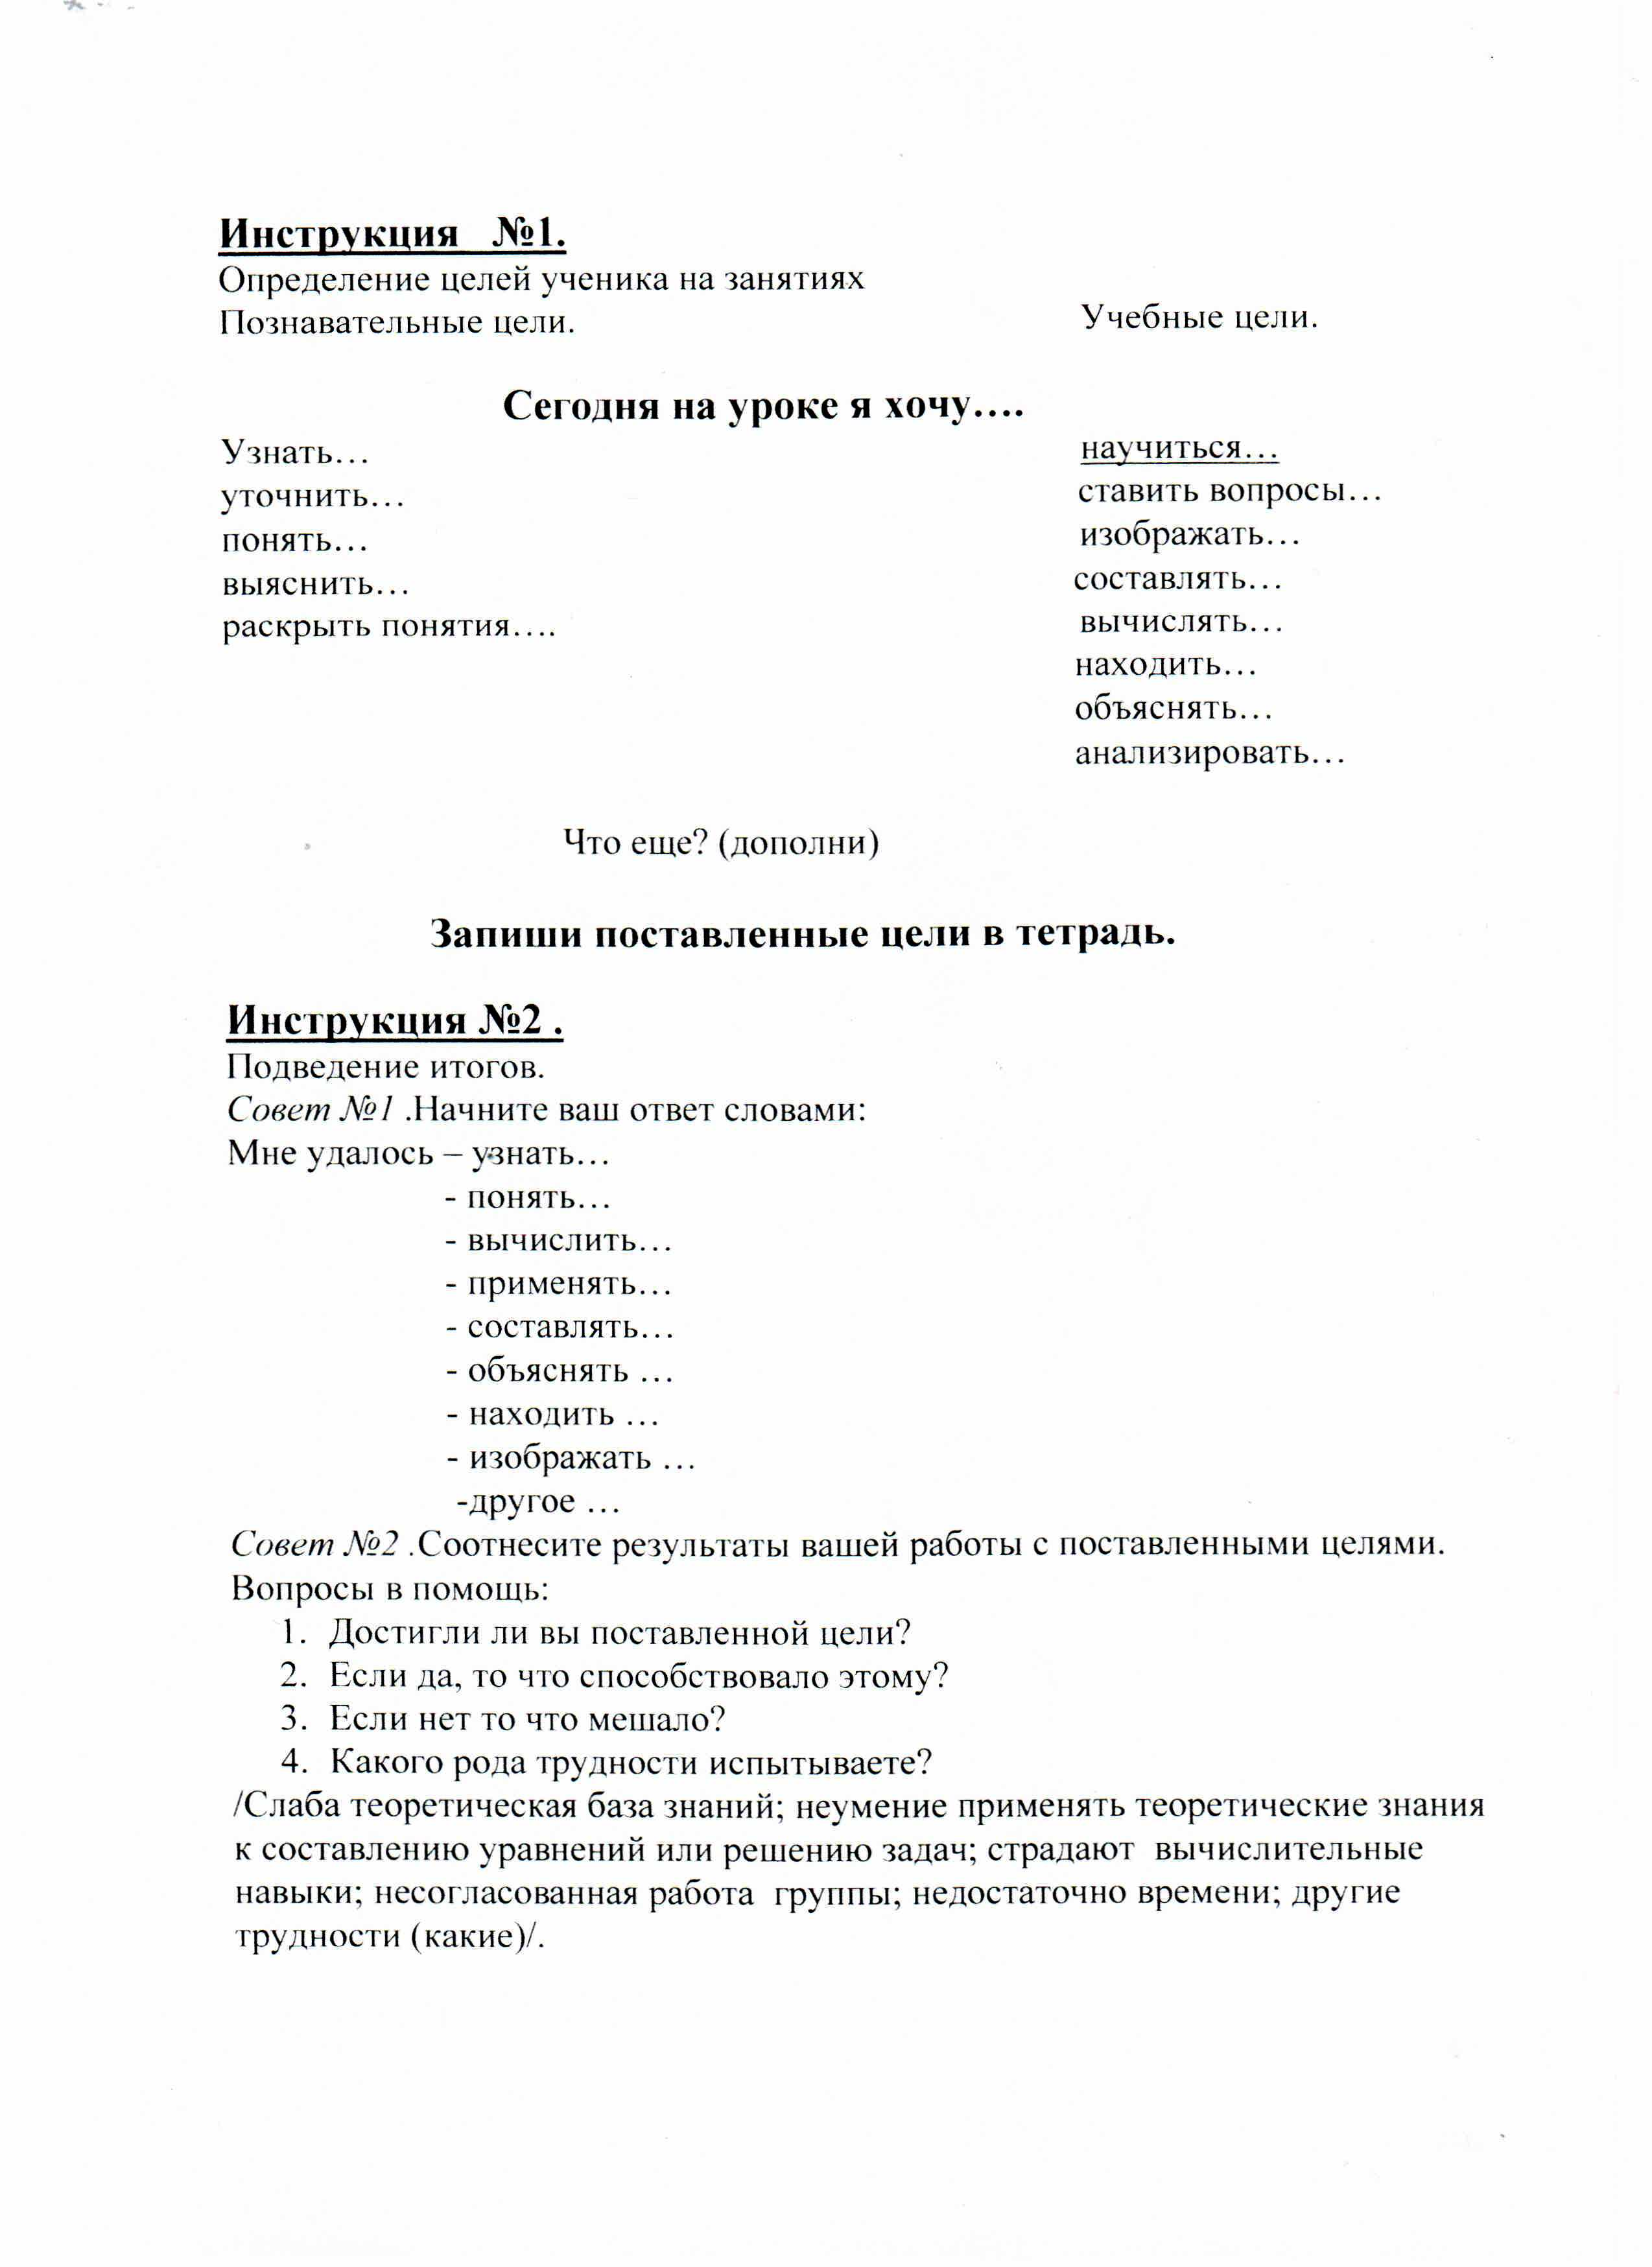 Инструкция №1.
Определение целей ученика на занятиях
Познавательные цели. Учебные цели.
Сегодня на уроке я хочу….
Узнать… научиться…
уточнить… ставить вопросы…
понять… изображать…
выяснить… составлять…
раскрыть понятия…. вычислять…
находить…
объяснять…
анализировать…
Что еще? (дополни)
Запиши поставленные цели в тетрадь.
Инструкция №2 .
Подведение итогов.
Совет №1 .Начните ваш ответ словами:
Мне удалось – узнать…
- понять…
- вычислить…
- применять…
- составлять…
- объяснять …
- находить …
- изображать …
-другое …
Совет №2 .Соотнесите результаты вашей работы с поставленными целями.
Вопросы в помощь:
1. Достигли ли вы поставленной цели?
2. Если да, то что способствовало этому?
3. Если нет то что мешало?
4. Какого рода трудности испытываете?
/Слаба теоретическая база знаний; неумение применять теоретические знания
к составлению уравнений или решению задач; страдают вычислительные
навыки; несогласованная работа группы; недостаточно времени; другие
трудности (какие)/.